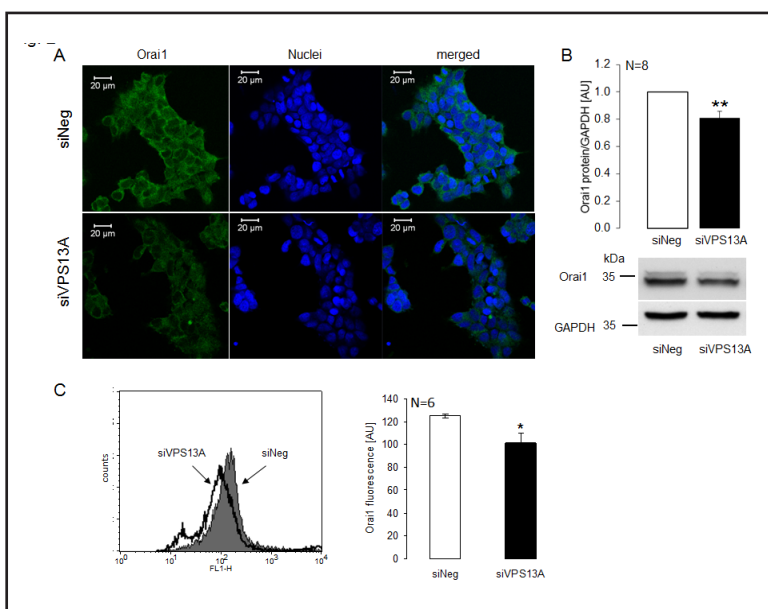 A
Orai1 Nuclei merged
siNeg
20 µm 20 µm 20 µm
siVPS13A
20 µm 20 µm 20 µm
B
N=8
Orai1 protein/GAPDH [AU]
1.2
1.0
0.8
0.6
0.4
0.2
0.0
**
siNeg siVPS13A
kDa
Orai1 35
GAPDH 35
siNeg siVPS13A
C
counts
siVPS13A siNeg
10⁰ 10¹ 10² 10³ 10⁴
FL1-H
N=6
Orai1 fluorescence [AU]
140
120
100
80
60
40
20
0
*
siNeg siVPS13A